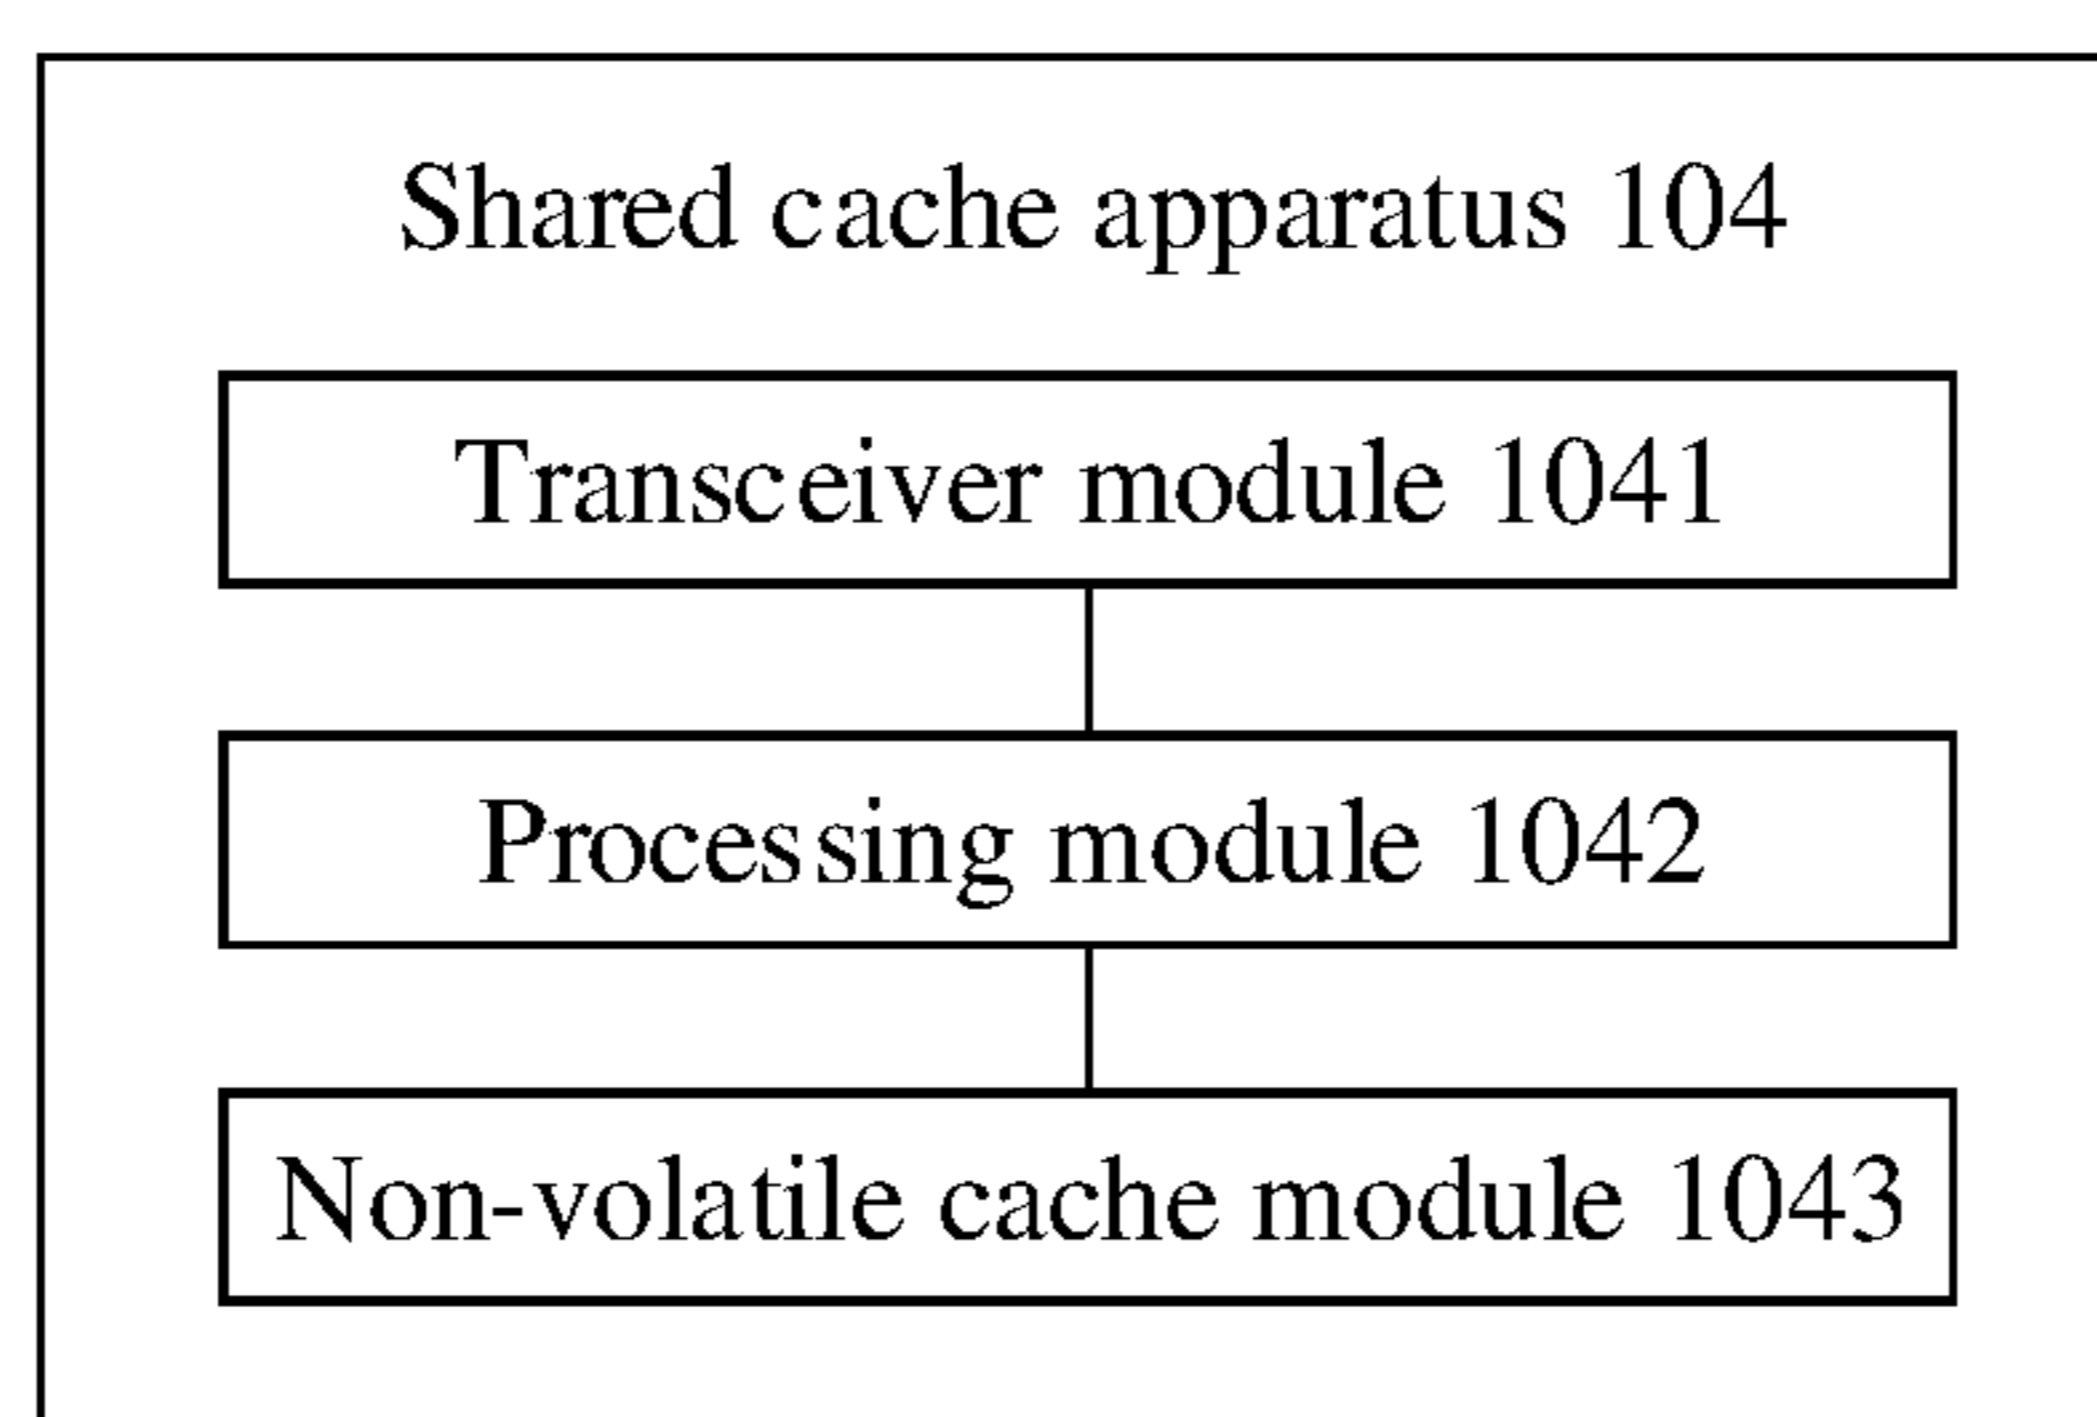 Shared cache apparatus 104
Transceiver module 1041
Processing module 1042
Non-volatile cache module 1043